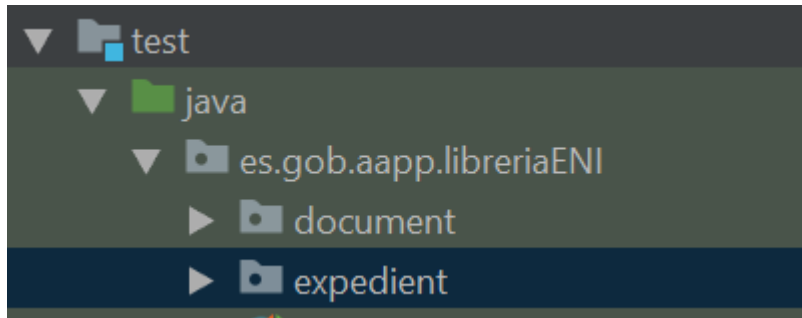 test
java
es.gob.aapp.libreriaENI
document
expedient